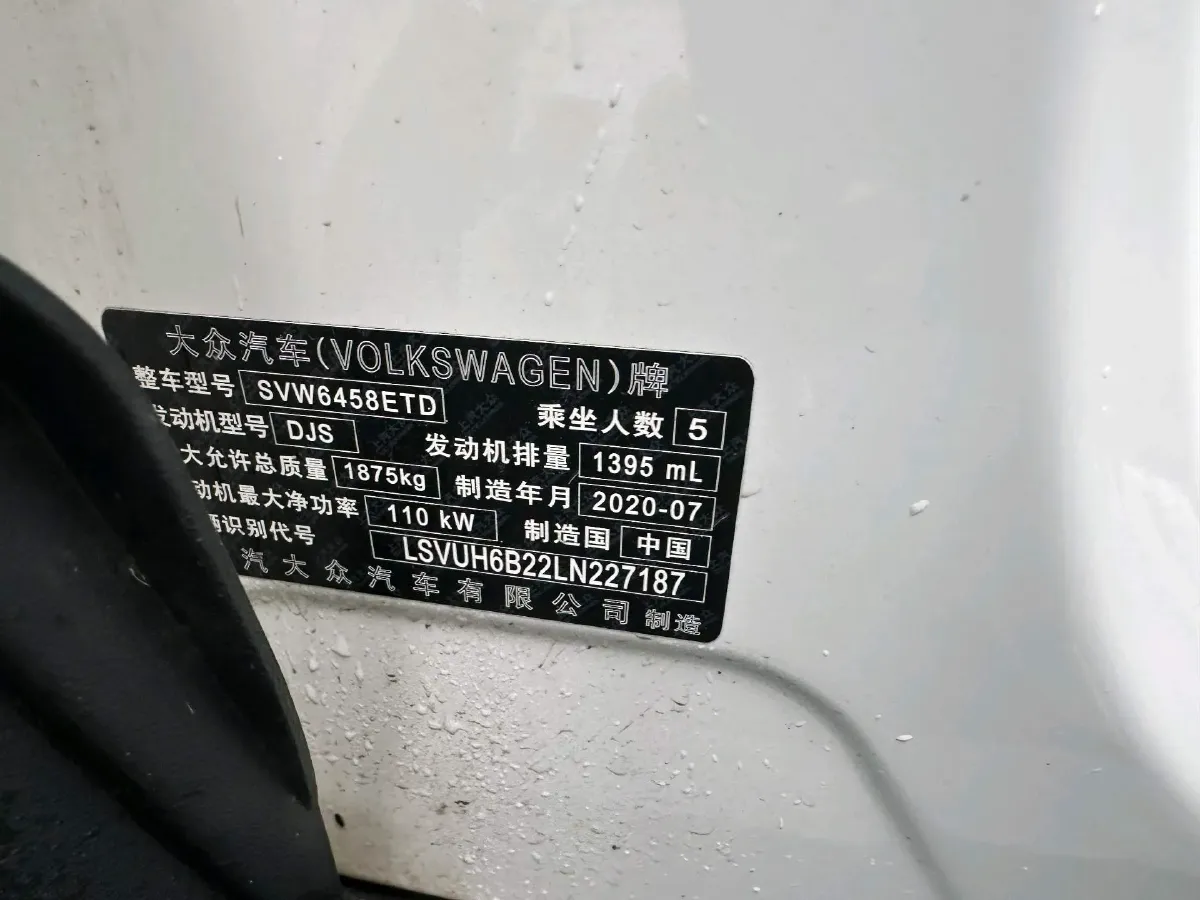 大众汽车(VOLKSWAGEN)牌
整车型号 SVW6458ETD 乘坐人数 5
发动机型号 DJS 发动机排量 1395 mL
大允许总质量 1875kg 制造年月 2020-07
动机最大净功率 110 kW 制造国 中国
辆识别代号 LSVUH6B22LN227187
汽大众汽车有限公司 制造